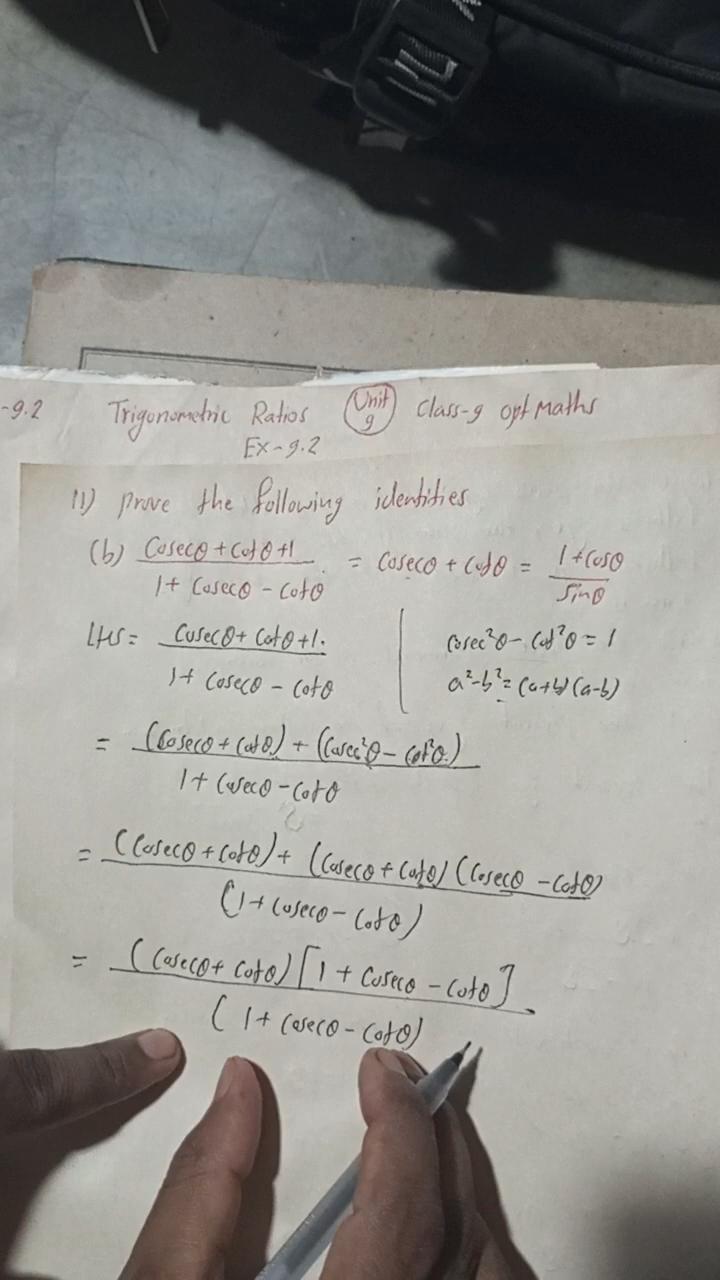 -9.2 Trigonometric Ratios Unit 9 Class-9 opt Maths
Ex-9.2
11) prove the following identities
(b) (Cosecθ + Cotθ + 1)/(1 + Cosecθ - Cotθ) = Cosecθ + Cotθ = (1 + Cosθ)/(Sinθ)
LHS = (Cosecθ + Cotθ + 1.)/(1 + Cosecθ - Cotθ)
Cosec²θ - Cot²θ = 1
a²-b² = (a+b)(a-b)
= ((Cosecθ + Cotθ) + (Cosec²θ - Cot²θ))/(1 + Cosecθ - Cotθ)
= ((Cosecθ + Cotθ) + (Cosecθ + Cotθ)(Cosecθ - Cotθ))/((1 + Cosecθ - Cotθ))
= ((Cosecθ + Cotθ)[1 + Cosecθ - Cotθ])/((1 + Cosecθ - Cotθ))